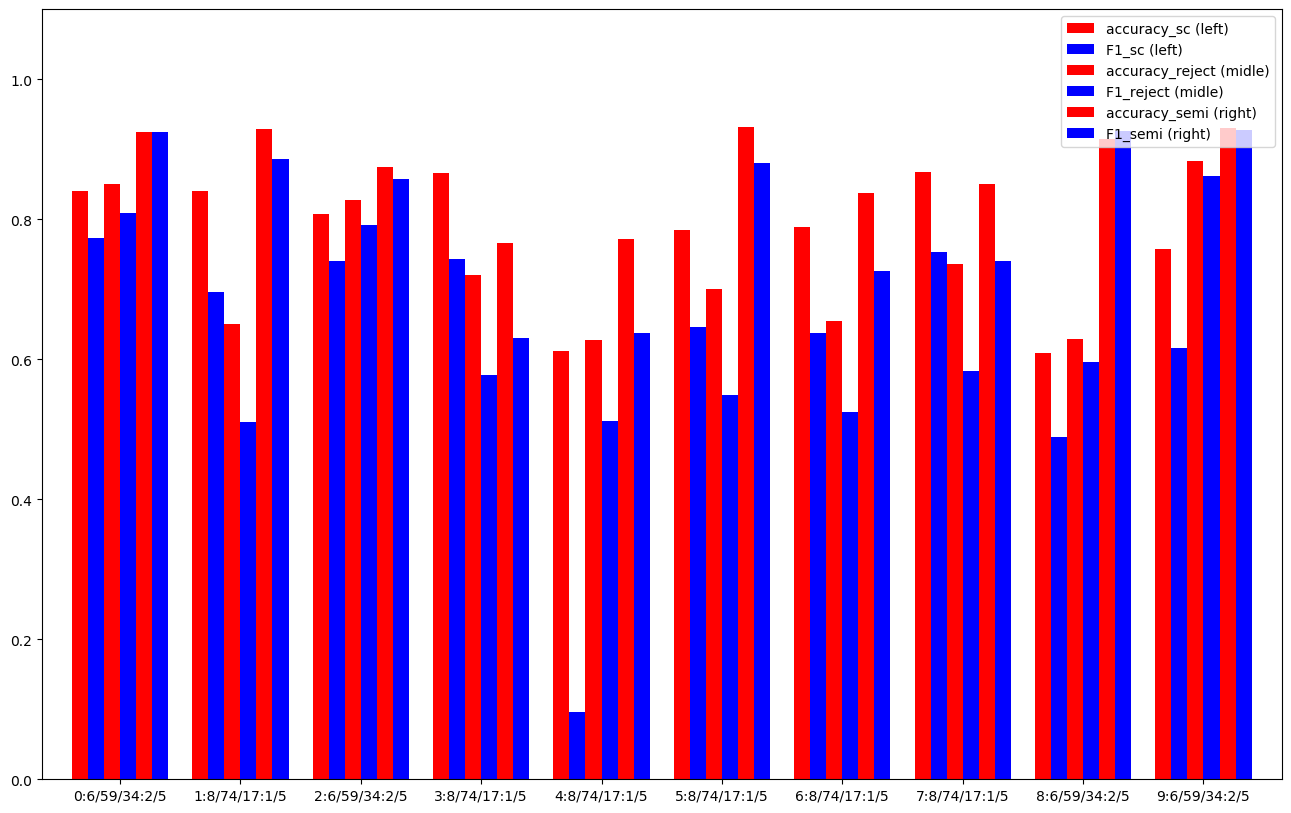 accuracy_sc (left)
F1_sc (left)
accuracy_reject (midle)
F1_reject (midle)
accuracy_semi (right)
F1_semi (right)
1.0
0.8
0.6
0.4
0.2
0.0
0:6/59/34:2/5 1:8/74/17:1/5 2:6/59/34:2/5 3:8/74/17:1/5 4:8/74/17:1/5 5:8/74/17:1/5 6:8/74/17:1/5 7:8/74/17:1/5 8:6/59/34:2/5 9:6/59/34:2/5